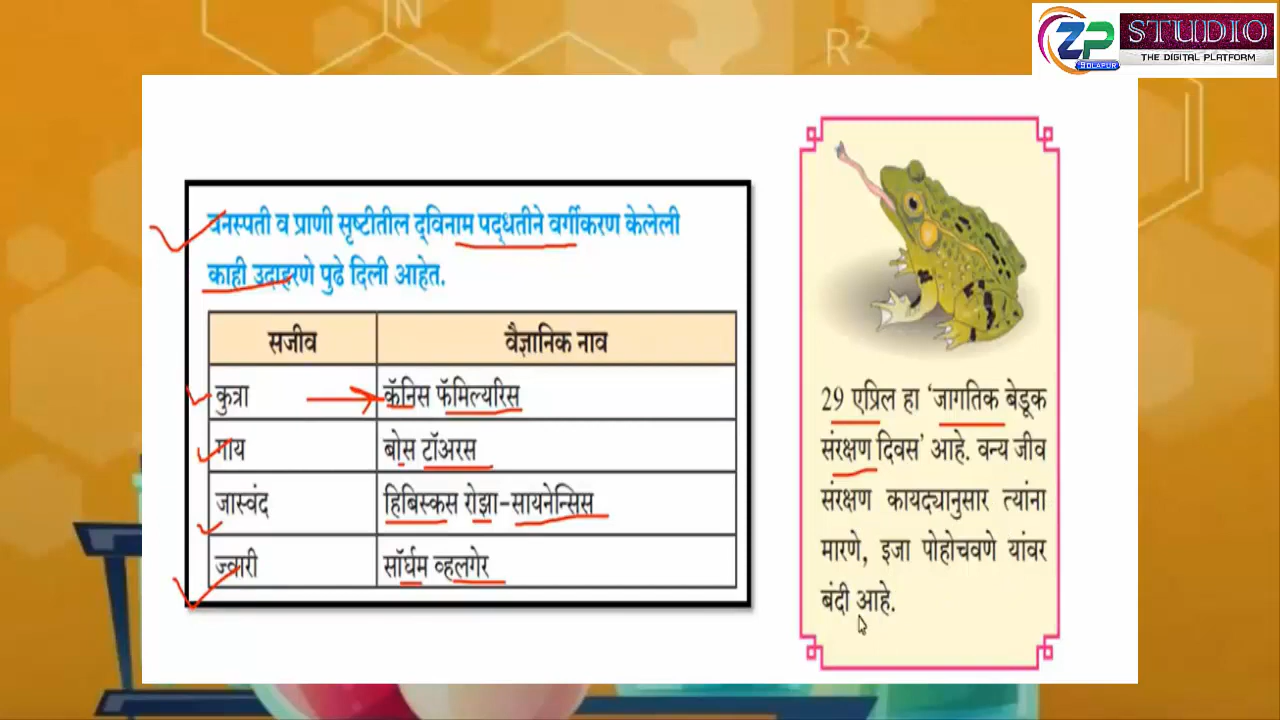 N
R²
ZP
SOLAPUR
STUDIO
THE DIGITAL PLATFORM
वनस्पती व प्राणी सृष्टीतील द्विनाम पद्धतीने वर्गीकरण केलेली
काही उदाहरणे पुढे दिली आहेत.
सजीव वैज्ञानिक नाव
कुत्रा कॅनिस फॅमिल्यरिस
गाय बोस टॉअरस
जास्वंद हिबिस्कस रोझा-सायनेन्सिस
ज्वारी सॉर्घम व्हलगेर
29 एप्रिल हा ‘जागतिक बेडूक
संरक्षण दिवस’ आहे. वन्य जीव
संरक्षण कायद्यानुसार त्यांना
मारणे, इजा पोहोचवणे यांवर
बंदी आहे.